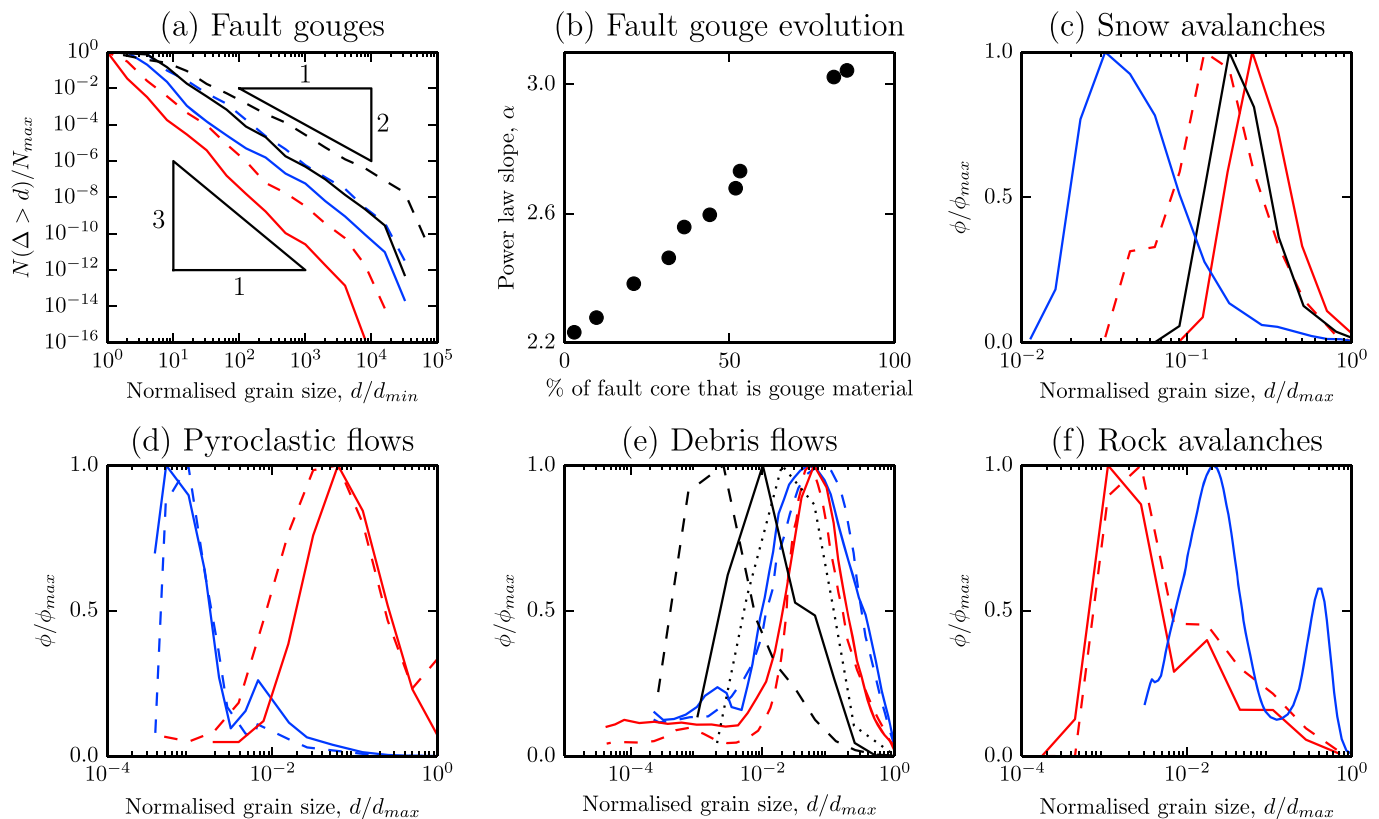 (a) Fault gouges
10^0
10^-2
10^-4
10^-6
10^-8
10^-10
10^-12
10^-14
10^-16
N(Δ > d)/N_max
1
2
3
1
10^0 10^1 10^2 10^3 10^4 10^5
Normalised grain size, d/d_min
(b) Fault gouge evolution
3.0
2.6
2.2
Power law slope, α
0 50 100
% of fault core that is gouge material
(c) Snow avalanches
1.0
0.5
0.0
ϕ/ϕ_max
10^-2 10^-1 10^0
Normalised grain size, d/d_max
(d) Pyroclastic flows
1.0
0.5
0.0
ϕ/ϕ_max
10^-4 10^-2 10^0
Normalised grain size, d/d_max
(e) Debris flows
1.0
0.5
0.0
ϕ/ϕ_max
10^-4 10^-2 10^0
Normalised grain size, d/d_max
(f) Rock avalanches
1.0
0.5
0.0
ϕ/ϕ_max
10^-4 10^-2 10^0
Normalised grain size, d/d_max